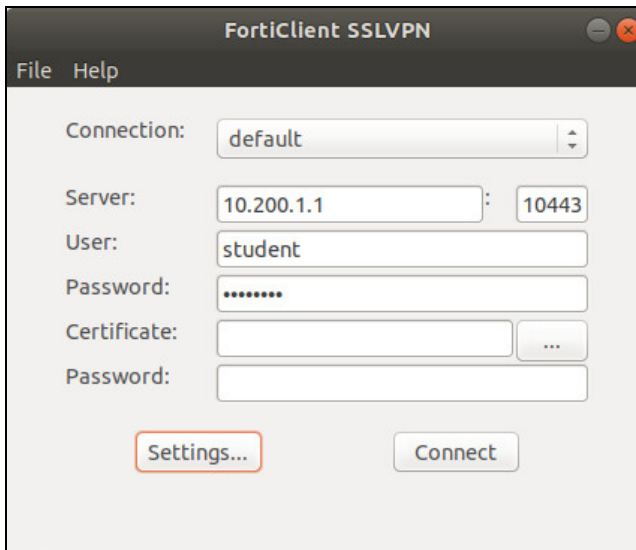 FortiClient SSLVPN
File Help
Connection: default
Server: 10.200.1.1 : 10443
User: student
Password: ••••••••
Certificate: ...
Password:
Settings... Connect